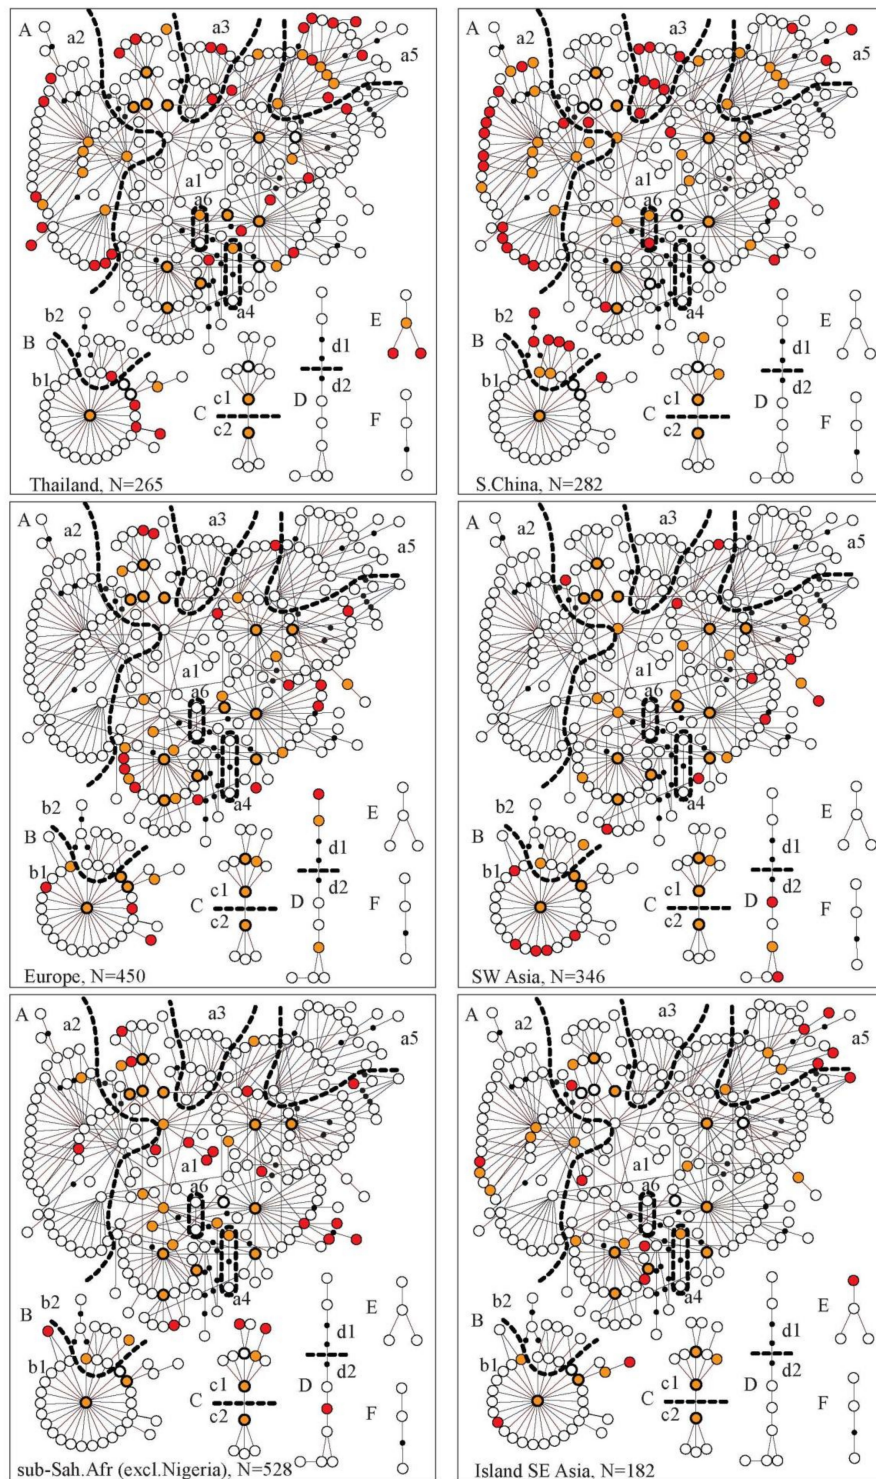 A
a2
a3
a5
a1
a6
a4
B
b2
b1
C
c1
c2
D
d1
d2
E
F
Thailand, N=265
A
a2
a3
a5
a1
a6
a4
B
b2
b1
C
c1
c2
D
d1
d2
E
F
S.China, N=282
A
a2
a3
a5
a1
a6
a4
B
b2
b1
C
c1
c2
D
d1
d2
E
F
Europe, N=450
A
a2
a3
a5
a1
a6
a4
B
b2
b1
C
c1
c2
D
d1
d2
E
F
SW Asia, N=346
A
a2
a3
a5
a1
a6
a4
B
b2
b1
C
c1
c2
D
d1
d2
E
F
sub-Sah.Afr (excl.Nigeria), N=528
A
a2
a3
a5
a1
a6
a4
B
b2
b1
C
c1
c2
D
d1
d2
E
F
Island SE Asia, N=182